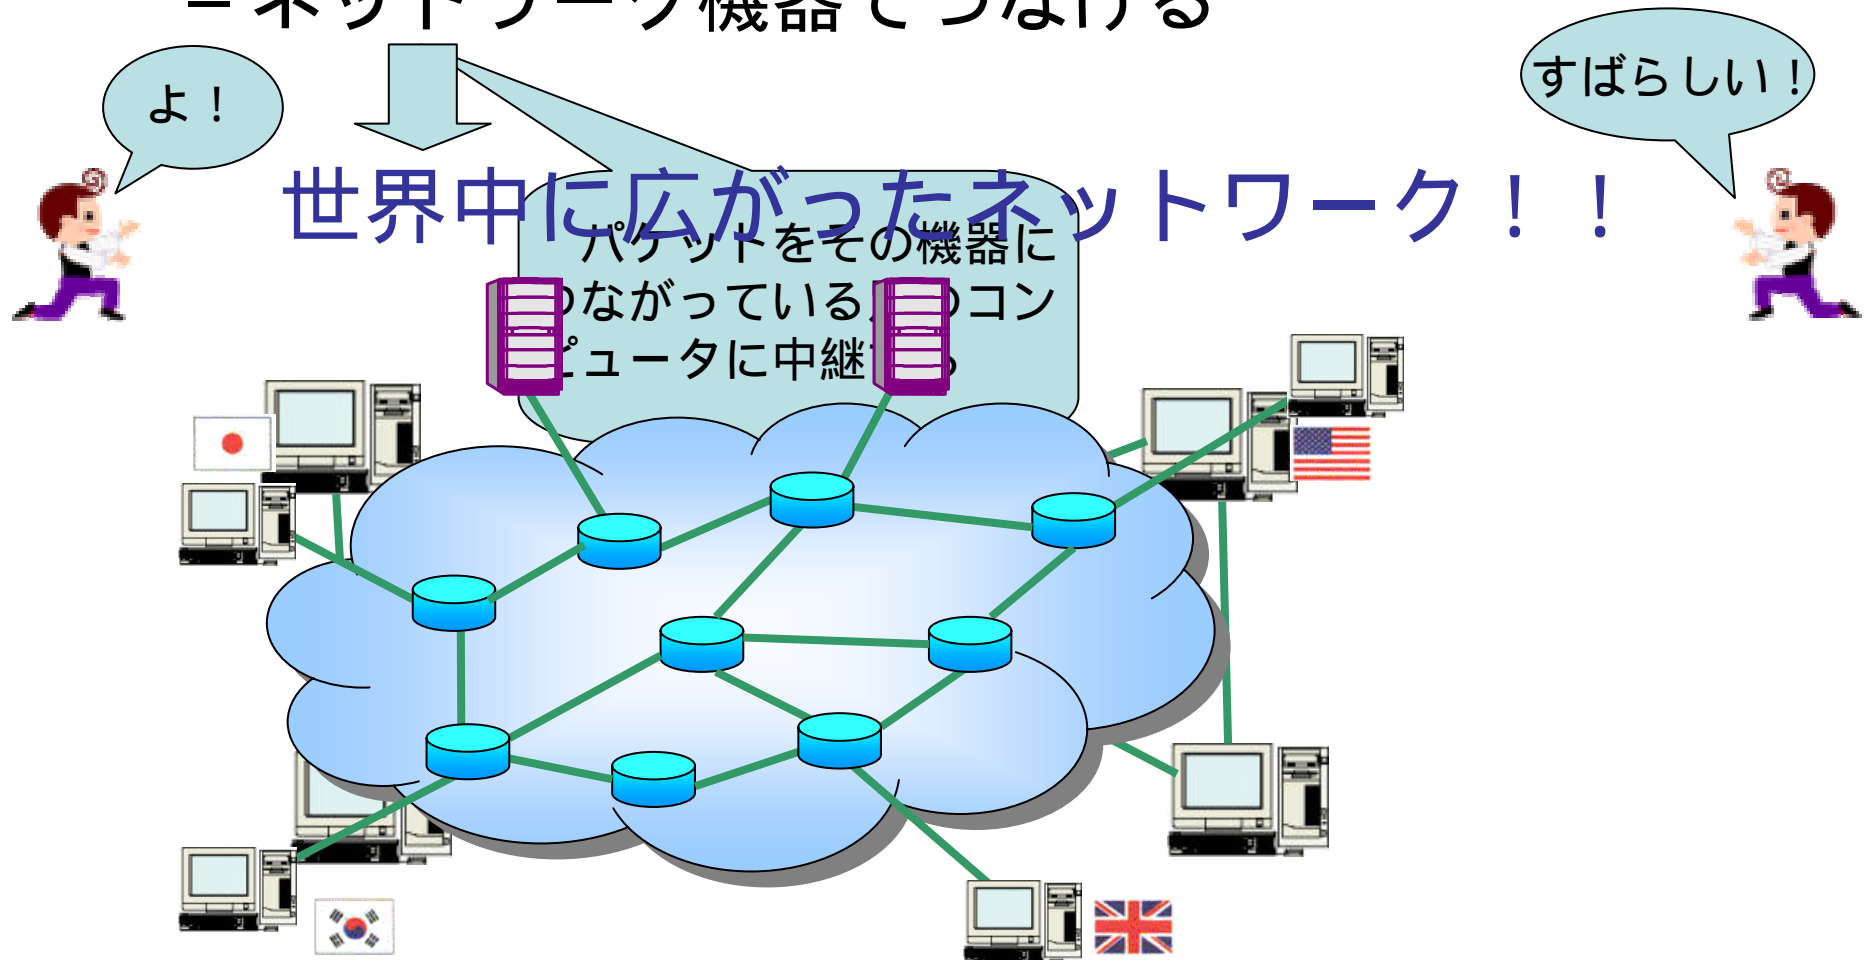 －ネットワーク機器でつなげる
よ！
すばらしい！
世界中に広がったネットワーク！！
パケットをその機器に
つながっている のコン
ピュータに中継